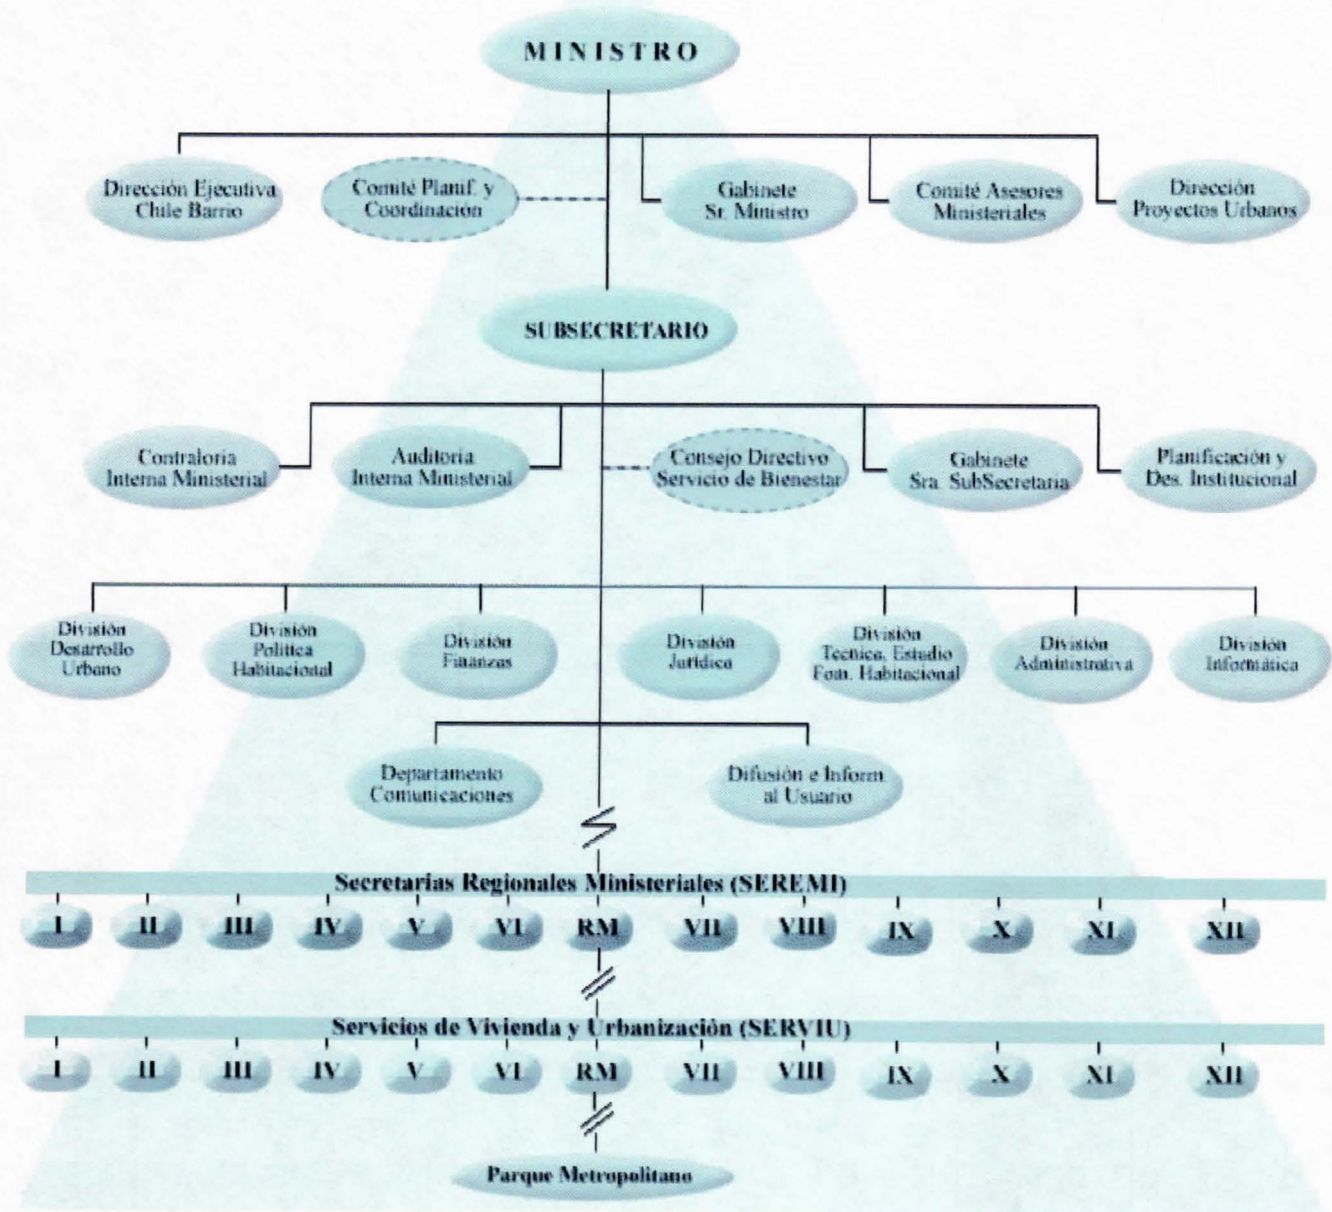 MINISTRO
Dirección Ejecutiva
Chile Barrio
Comité Planif. y
Coordinación
Gabinete
Sr. Ministro
Comité Asesores
Ministeriales
Dirección
Proyectos Urbanos
SUBSECRETARIO
Contraloría
Interna Ministerial
Auditoría
Interna Ministerial
Consejo Directivo
Servicio de Bienestar
Gabinete
Sra. SubSecretaria
Planificación y
Des. Institucional
División
Desarrollo
Urbano
División
Política
Habitacional
División
Finanzas
División
Jurídica
División
Tecnica, Estudio
Fom. Habitacional
División
Administrativa
División
Informática
Departamento
Comunicaciones
Difusión e Inform
al Usuario
Secretarias Regionales Ministeriales (SEREMI)
I II III IV V VI RM VII VIII IX X XI XII
Servicios de Vivienda y Urbanización (SERVIU)
I II III IV V VI RM VII VIII IX X XI XII
Parque Metropolitano